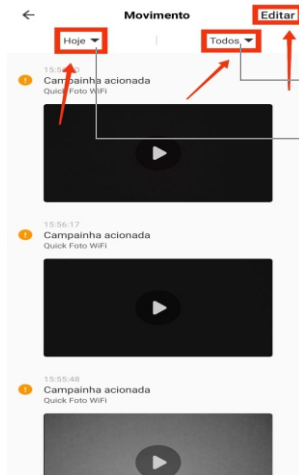 Movimento
Editar
Hoje
Todos
Campainha acionada
Quick Foto WiFi
15:56:17
Campainha acionada
Quick Foto WiFi
15:55:48
Campainha acionada
Quick Foto WiFi